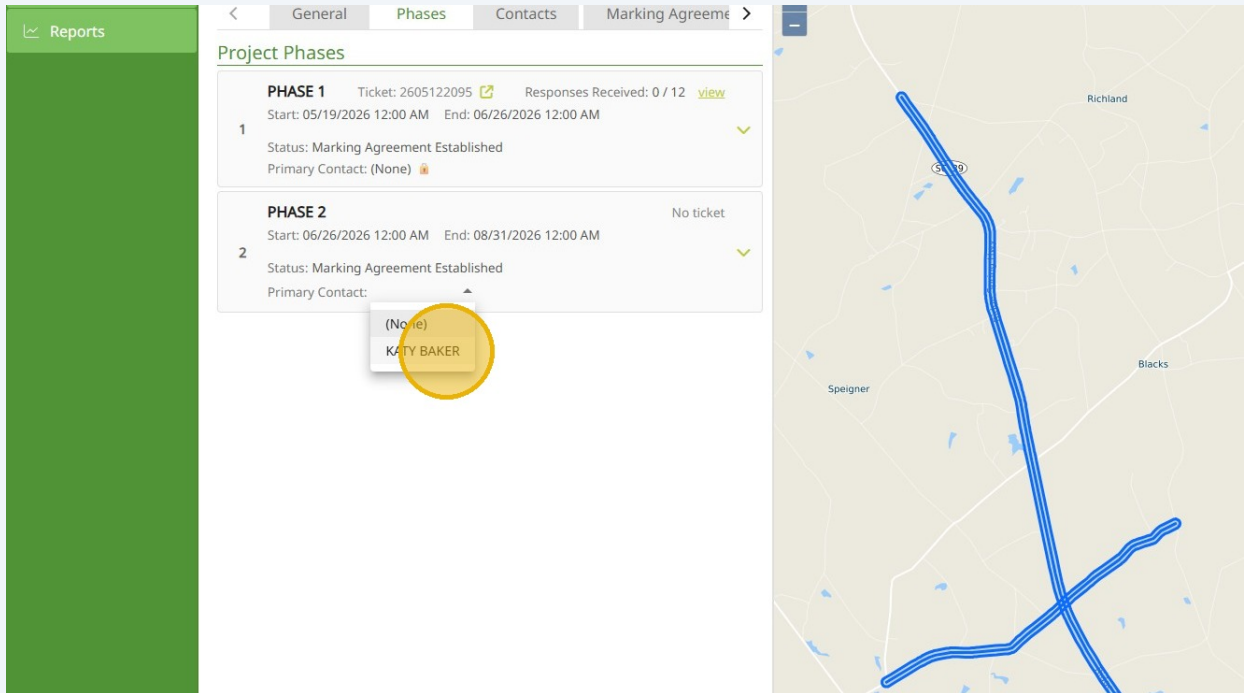 Reports
General Phases Contacts Marking Agreeme
Project Phases
PHASE 1 Ticket: 2605122095 Responses Received: 0 / 12 view
Start: 05/19/2026 12:00 AM End: 06/26/2026 12:00 AM
1
Status: Marking Agreement Established
Primary Contact: (None)
PHASE 2 No ticket
Start: 06/26/2026 12:00 AM End: 08/31/2026 12:00 AM
2
Status: Marking Agreement Established
Primary Contact:
(None)
KATY BAKER
Richland
Blacks
Speigner